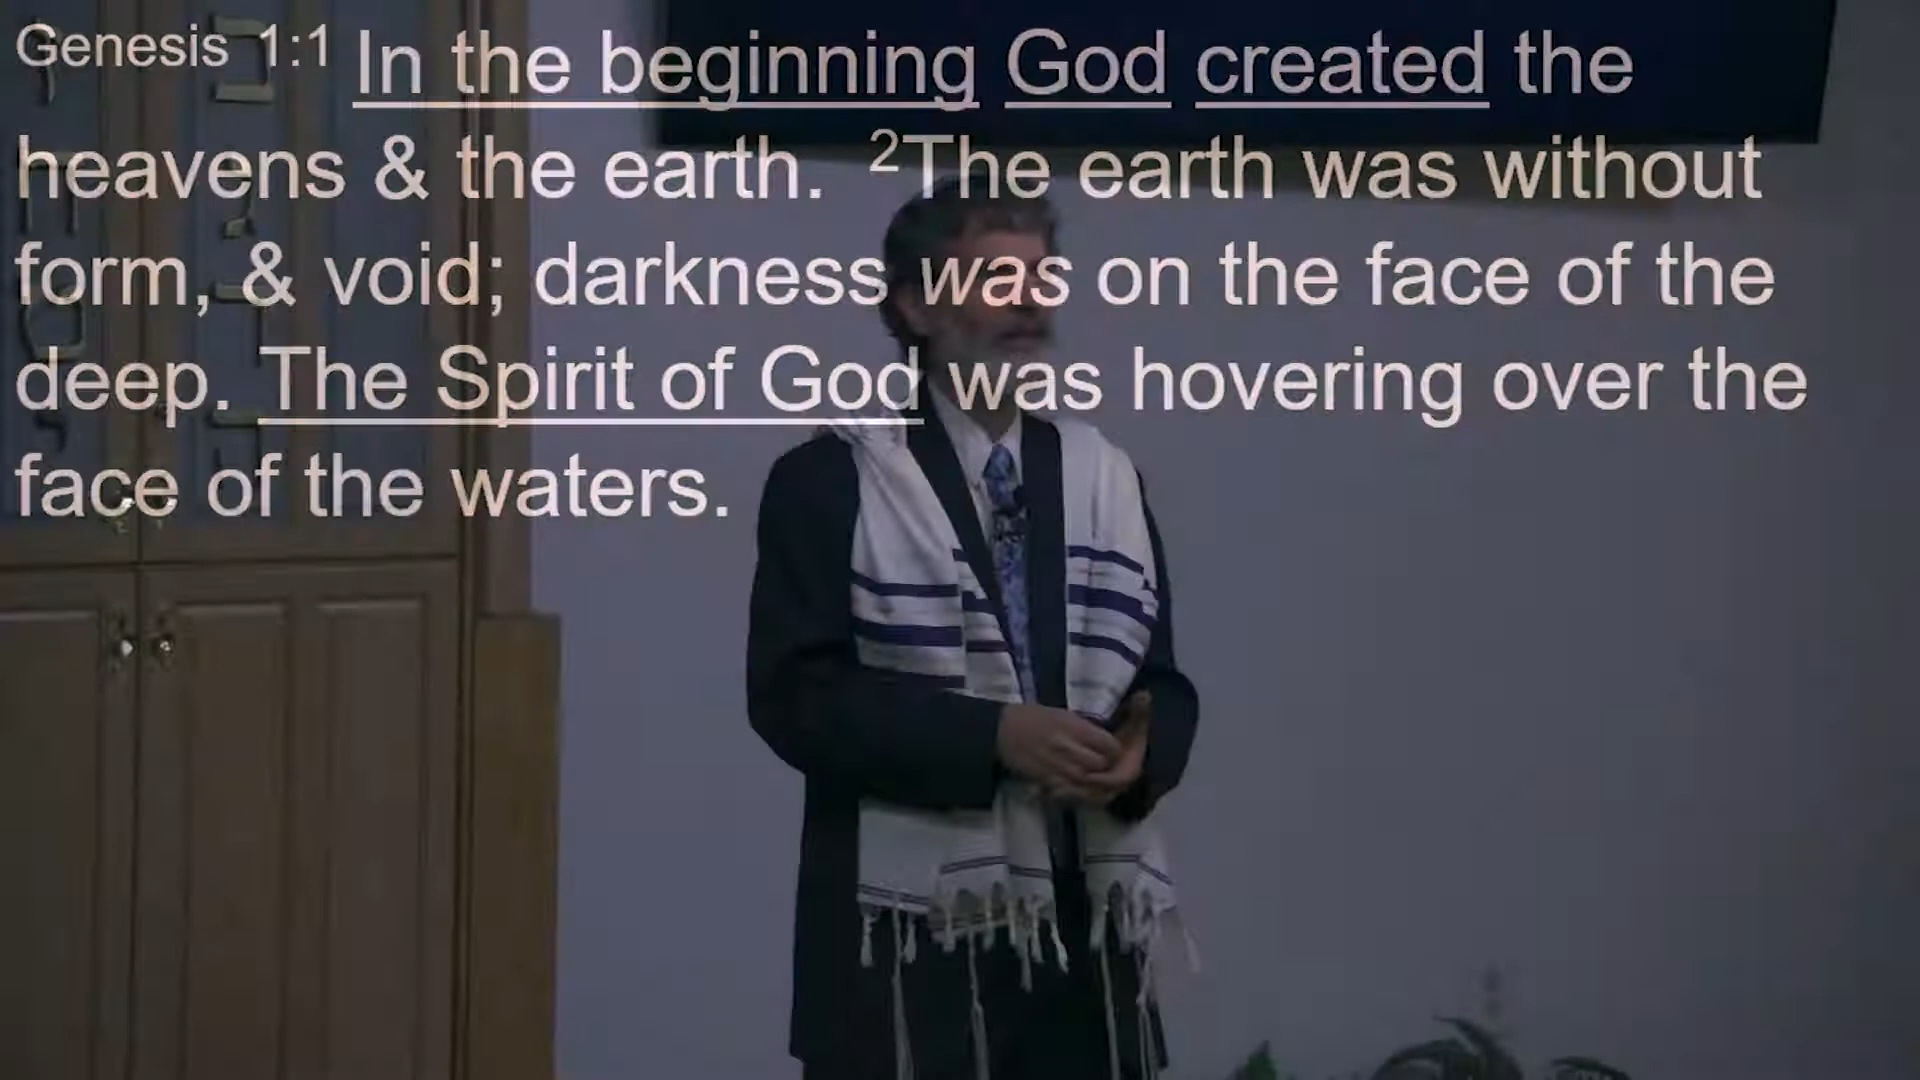 Genesis 1:1 In the beginning God created the
heavens & the earth. ²The earth was without
form, & void; darkness was on the face of the
deep. The Spirit of God was hovering over the
face of the waters.